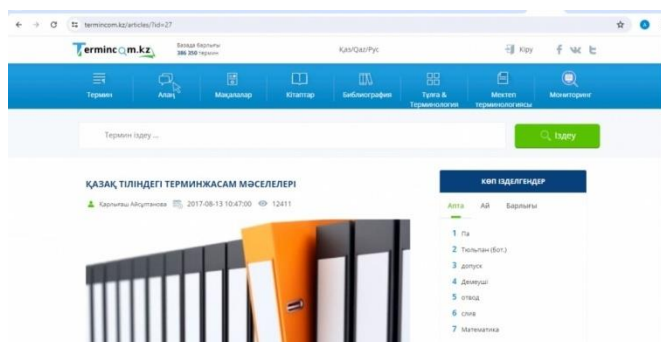 termincom.kz/articles/?id=27
Termincom.kz
Базада барлығы
386 350 термин
Қаз/Qaz/Рус
Кіру
Термин
Алаң
Мақалалар
Кітаптар
Библиография
Тұлға &
Терминология
Мектеп
терминологиясы
Мониторинг
Термин іздеу ...
Іздеу
ҚАЗАҚ ТІЛІНДЕГІ ТЕРМИНЖАСАМ МӘСЕЛЕЛЕРІ
Қарлығаш Айсұлтанова 2017-06-13 10:47:00 12411
КӨП ІЗДЕЛГЕНДЕР
Апта Ай Барлығы
1 Па
2 Тюльпан (Бот.)
3 допуск
4 Демеуші
5 отвод
6 слива
7 Математика